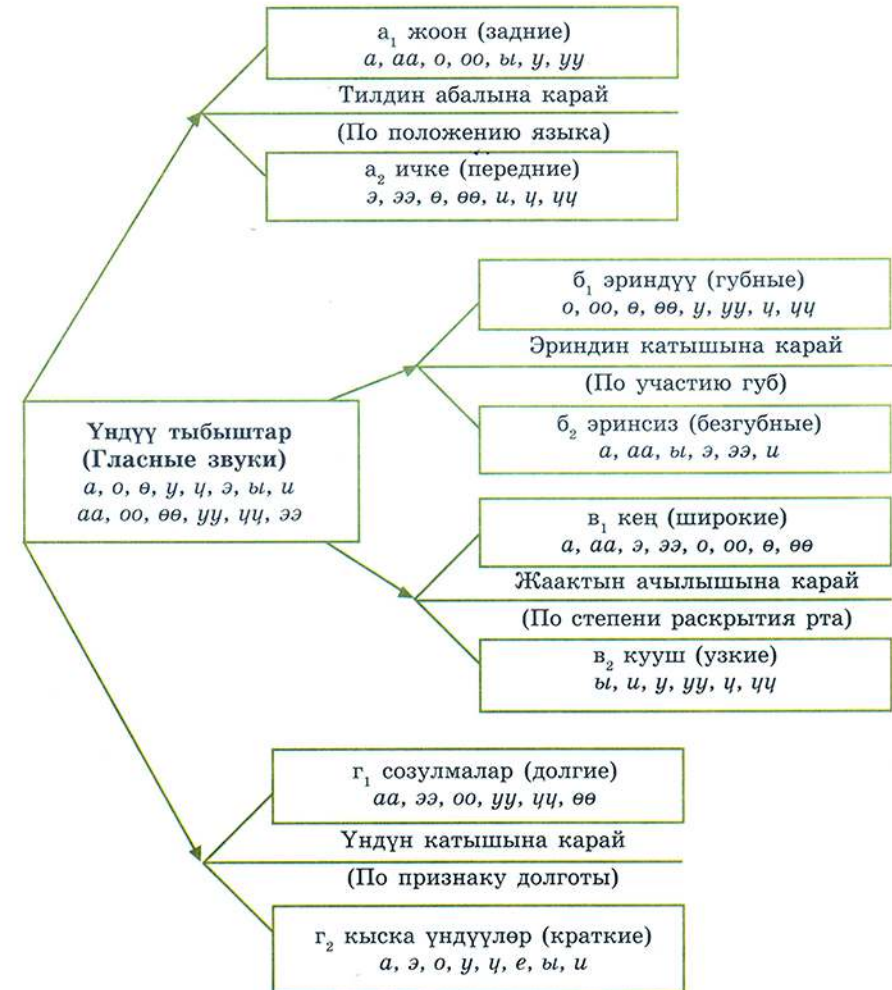 а₁ жоон (задние)
а, аа, о, оо, ы, у, уу
Тилдин абалына карай
(По положению языка)
а₂ ичке (передние)
э, ээ, ө, өө, и, ү, үү
б₁ эриндүү (губные)
о, оо, ө, өө, у, уу, ү, үү
Эриндин катышына карай
(По участию губ)
б₂ эринсиз (безгубные)
а, аа, ы, э, ээ, и
Үндүү тыбыштар
(Гласные звуки)
а, о, ө, у, ү, э, ы, и
аа, оо, өө, уу, үү, ээ
в₁ кең (широкие)
а, аа, э, ээ, о, оо, ө, өө
Жаактын ачылышына карай
(По степени раскрытия рта)
в₂ кууш (узкие)
ы, и, у, уу, ү, үү
г₁ созулмалар (долгие)
аа, ээ, оо, уу, үү, өө
Үндүн катышына карай
(По признаку долготы)
г₂ кыска үндүүлөр (краткие)
а, э, о, у, ү, е, ы, и